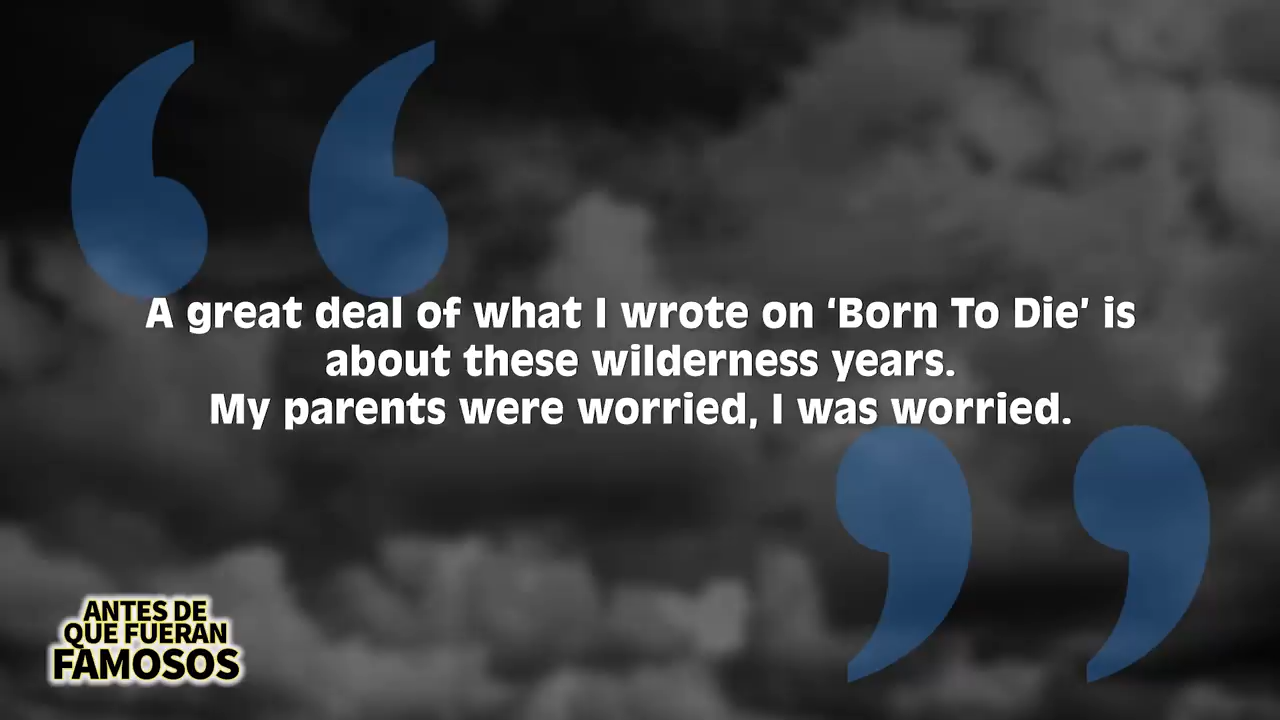 A great deal of what I wrote on ‘Born To Die’ is
about these wilderness years.
My parents were worried, I was worried.
ANTES DE
QUE FUERAN
FAMOSOS